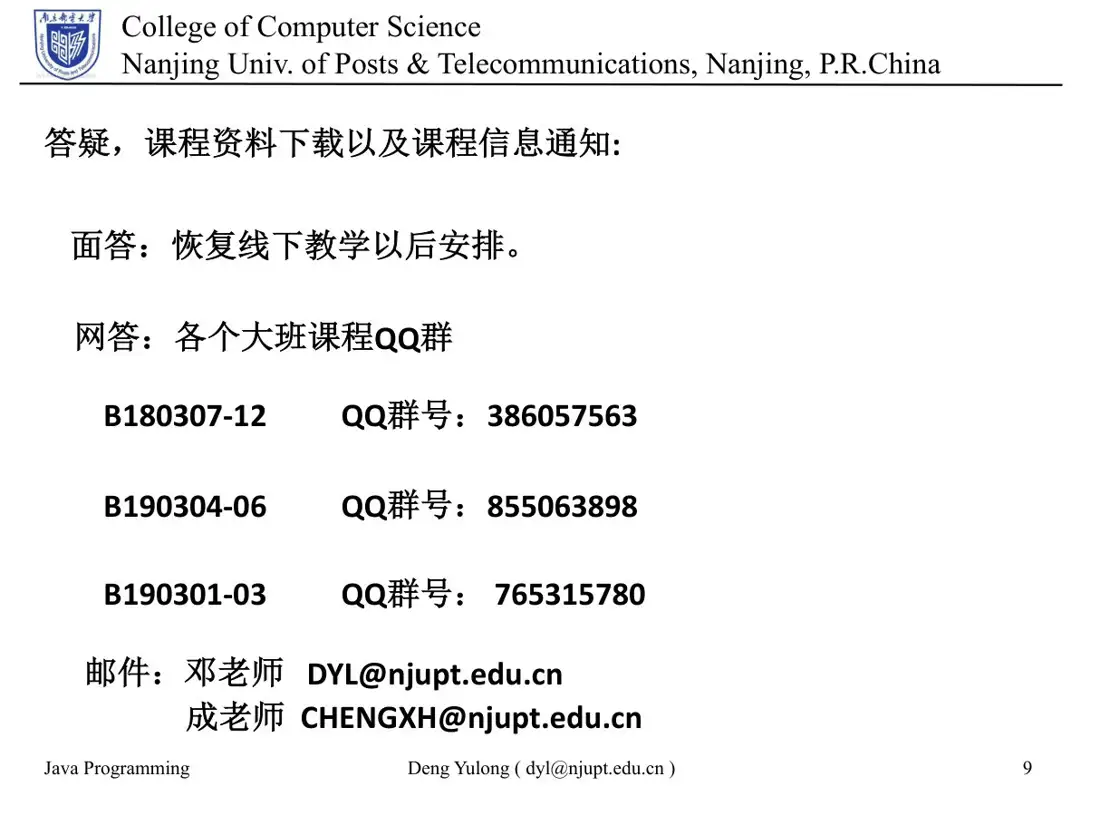 College of Computer Science
Nanjing Univ. of Posts & Telecommunications, Nanjing, P.R.China
答疑，课程资料下载以及课程信息通知:
面答：恢复线下教学以后安排。
网答：各个大班课程QQ群
B180307-12 QQ群号：386057563
B190304-06 QQ群号：855063898
B190301-03 QQ群号： 765315780
邮件：邓老师 DYL@njupt.edu.cn
成老师 CHENGXH@njupt.edu.cn
Java Programming Deng Yulong ( dyl@njupt.edu.cn ) 9